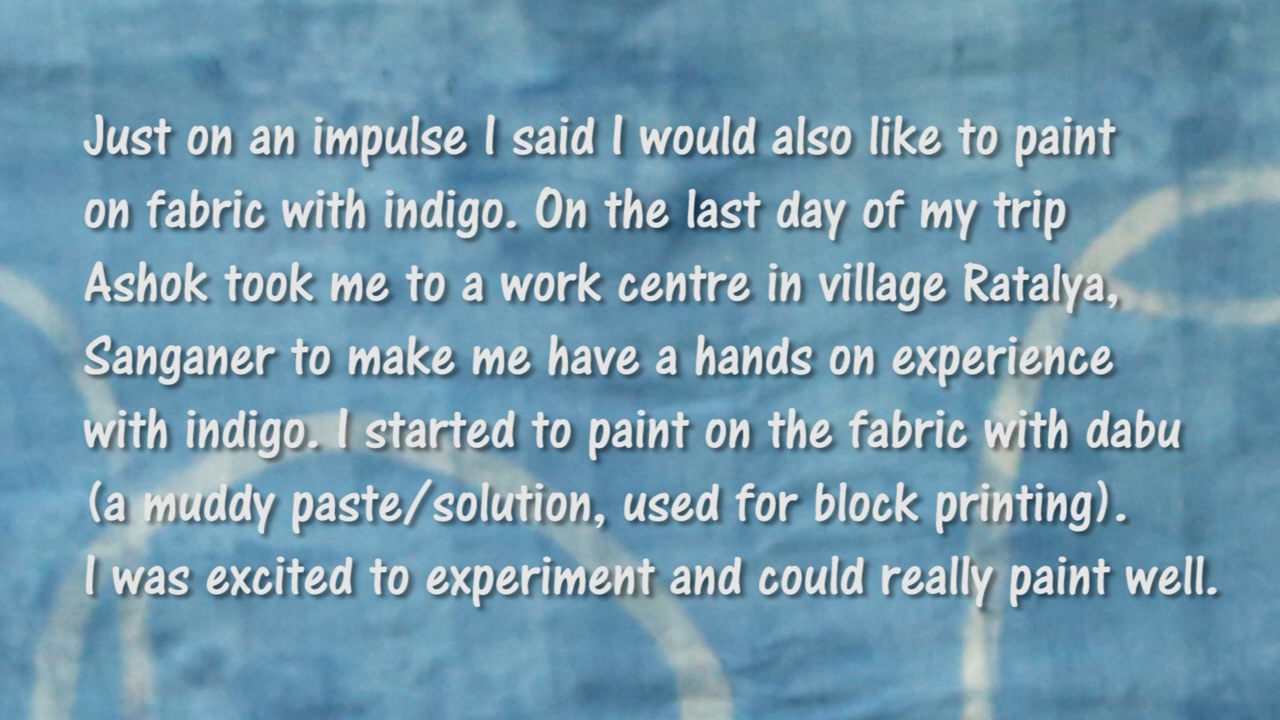 Just on an impulse I said I would also like to paint
on fabric with indigo. On the last day of my trip
Ashok took me to a work centre in village Ratalya,
Sanganer to make me have a hands on experience
with indigo. I started to paint on the fabric with dabu
(a muddy paste/solution, used for block printing).
I was excited to experiment and could really paint well.